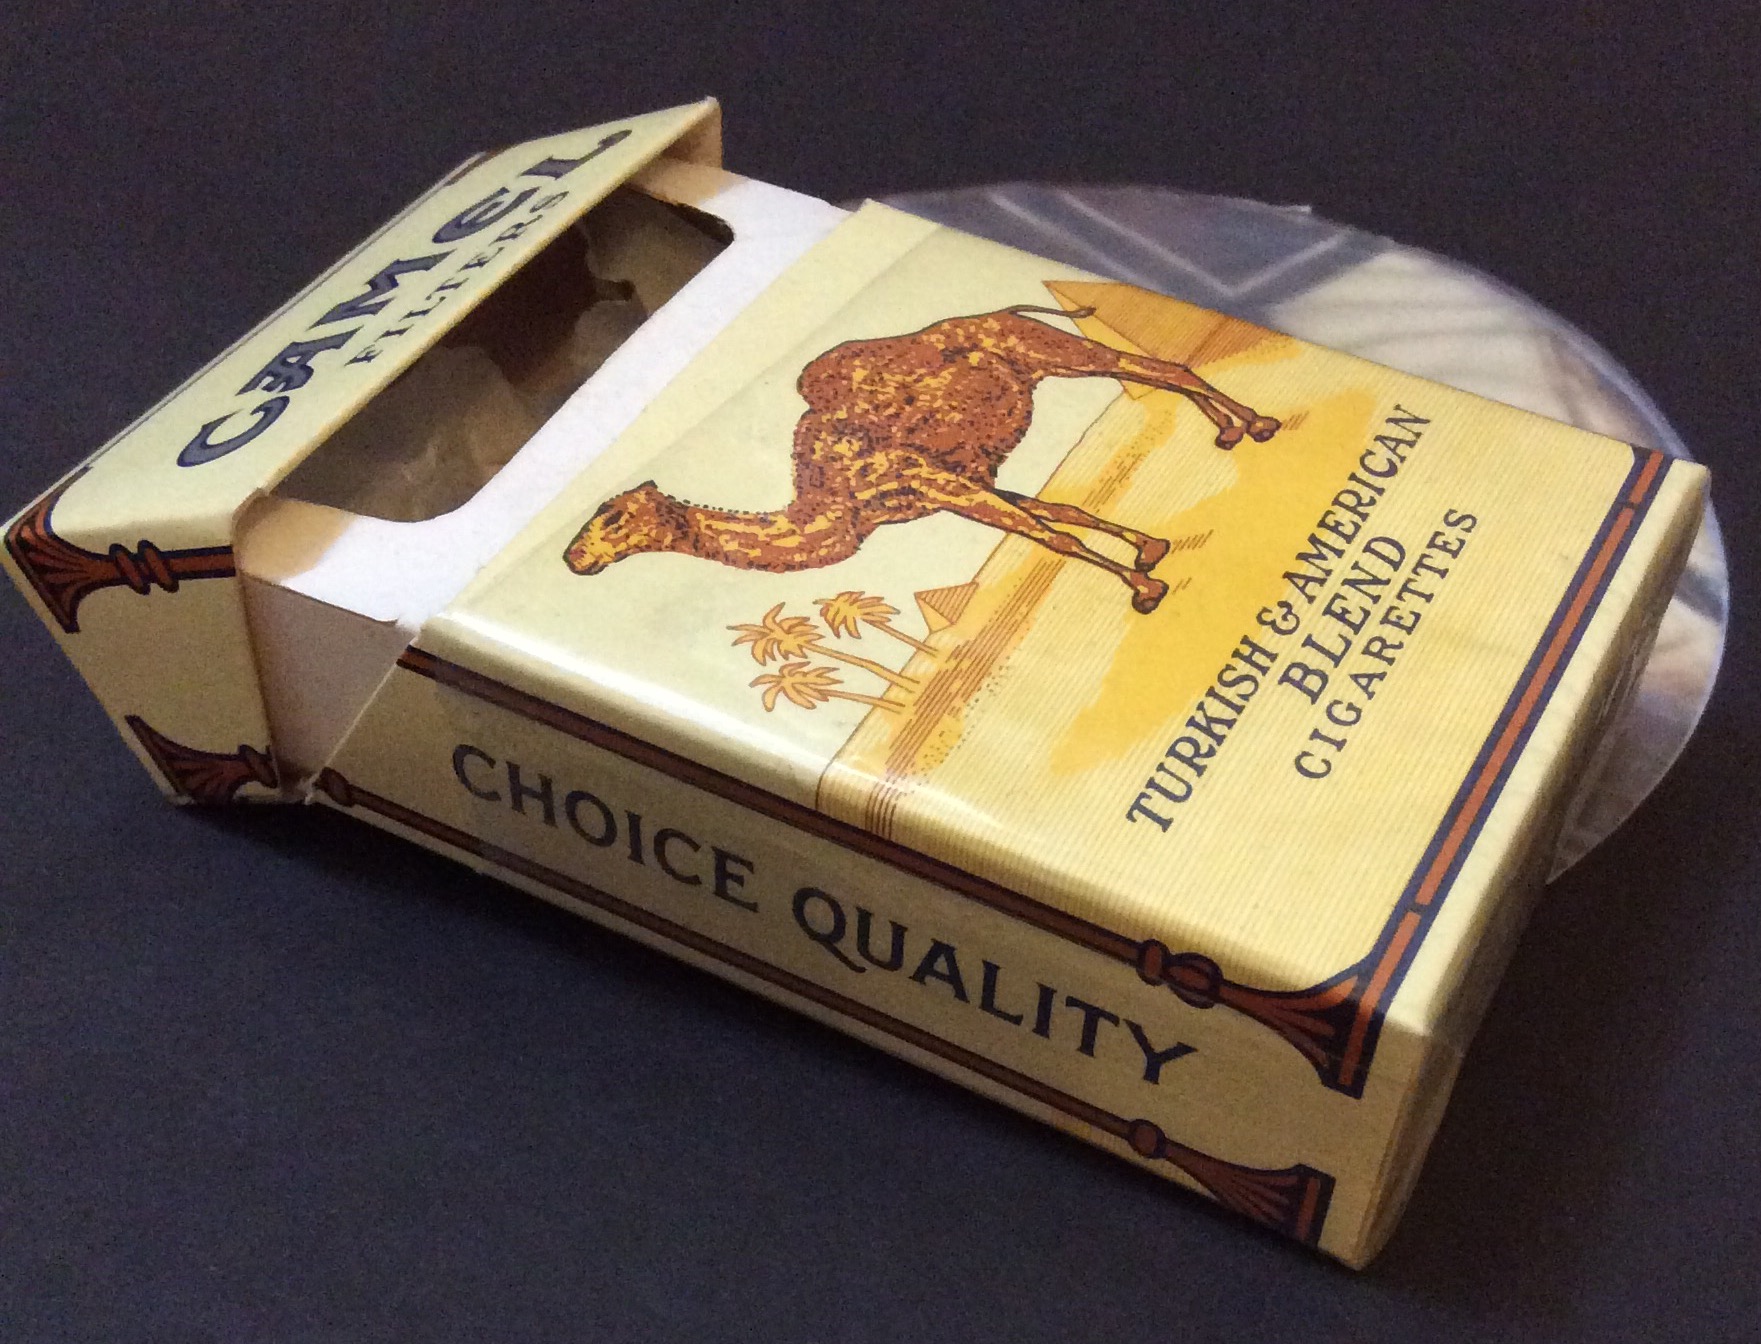 CAMEL
FILTERS
TURKISH & AMERICAN
BLEND
CIGARETTES
CHOICE QUALITY